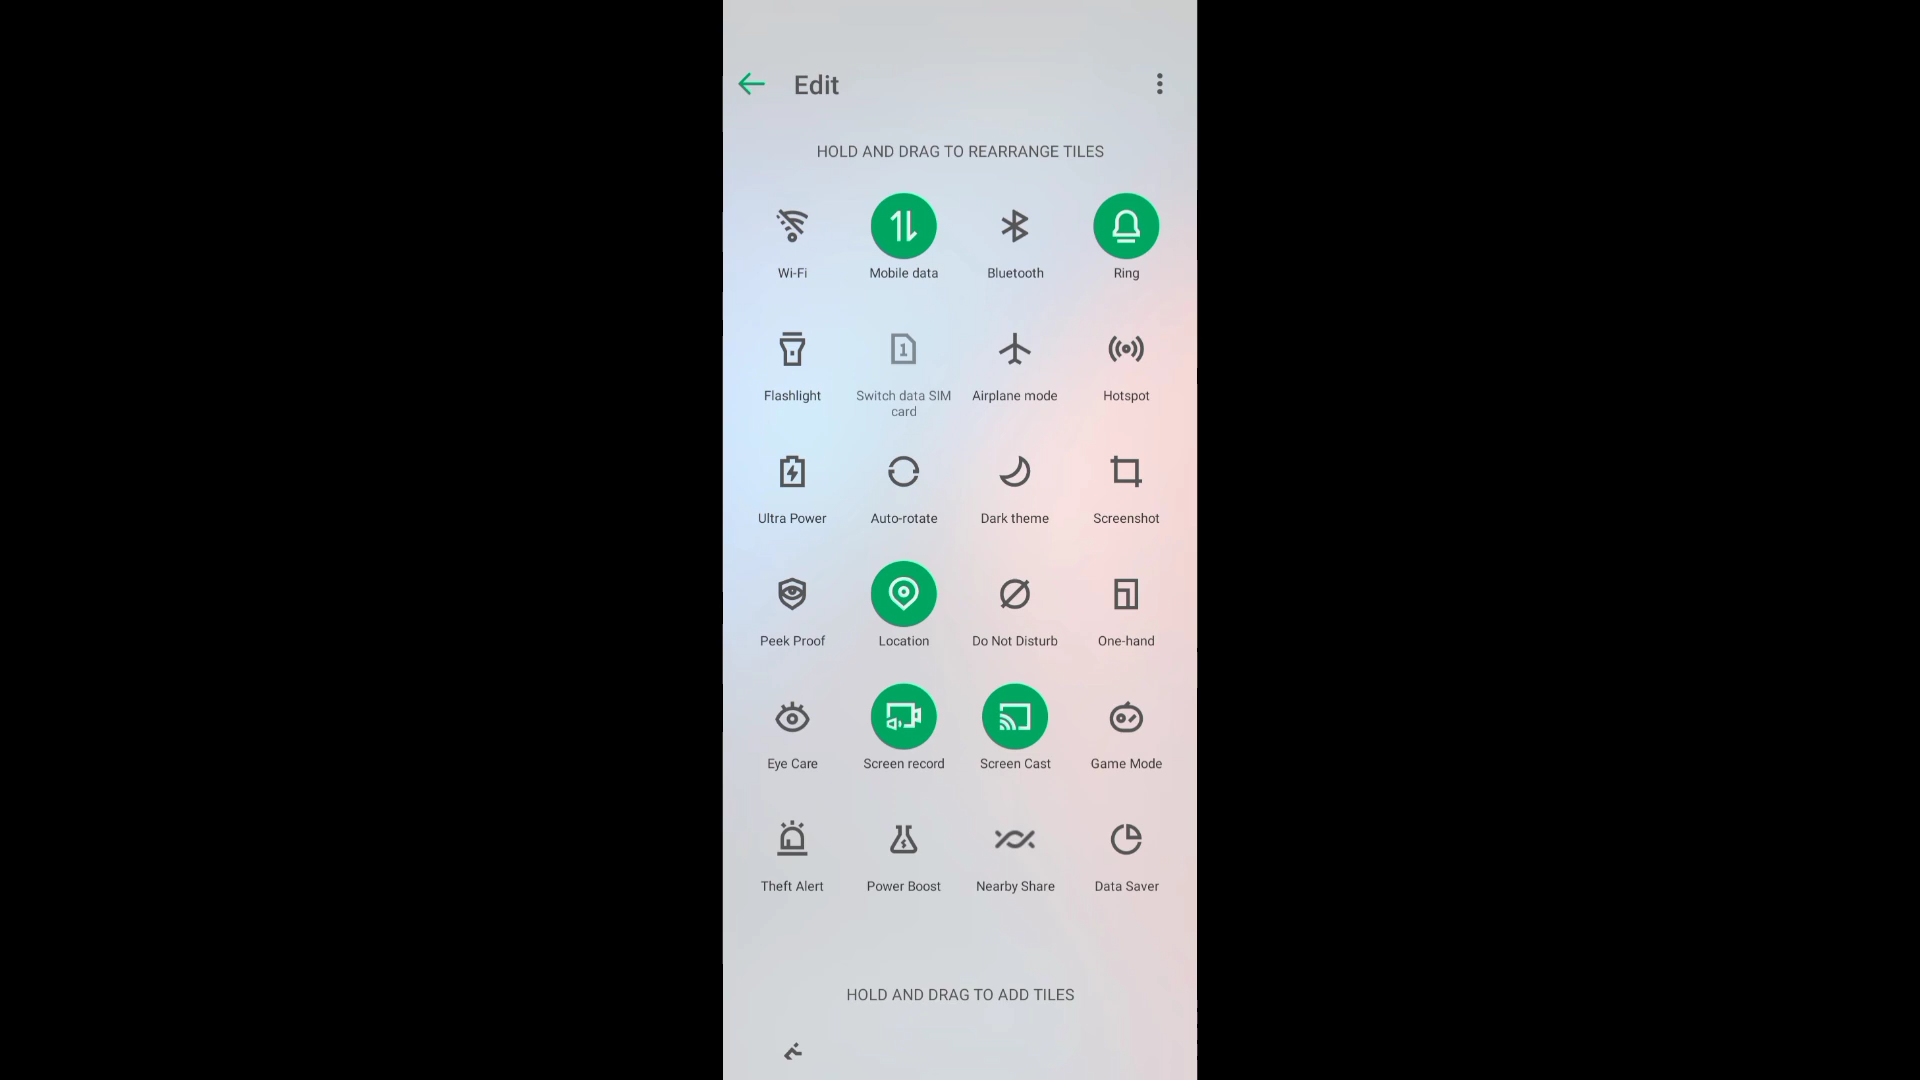 Edit
HOLD AND DRAG TO REARRANGE TILES
Wi-Fi
Mobile data
Bluetooth
Ring
Flashlight
1
Switch data SIM
card
Airplane mode
Hotspot
Ultra Power
Auto-rotate
Dark theme
Screenshot
Peek Proof
Location
Do Not Disturb
One-hand
Eye Care
Screen record
Screen Cast
Game Mode
Theft Alert
Power Boost
Nearby Share
Data Saver
HOLD AND DRAG TO ADD TILES